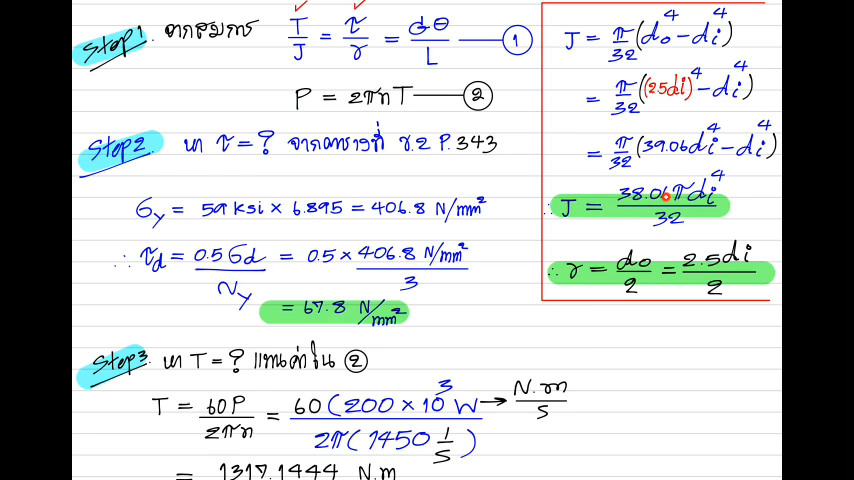 Step1 จากสมการ T/J = τ/r = Gθ/L — ①
P = 2πnT — ②
Step2 หา τ = ? จากตารางที่ ข.2 P.343
σy = 59 ksi × 6.895 = 406.8 N/mm²
∴ τd = 0.5σd/Ny = 0.5 × 406.8 N/mm²/3
= 67.8 N/mm²
Step3 หา T = ? แทนค่าใน ②
T = 60P/2πn = 60(200 × 10³ W/2π(1450 1/s) → N.m/s
= 1317.1444 N.m
J = π/32(do⁴ − di⁴)
= π/32((2.5di)⁴ − di⁴)
= π/32(39.06di⁴ − di⁴)
∴ J = 38.06πdi⁴/32
∴ r = do/2 = 2.5di/2